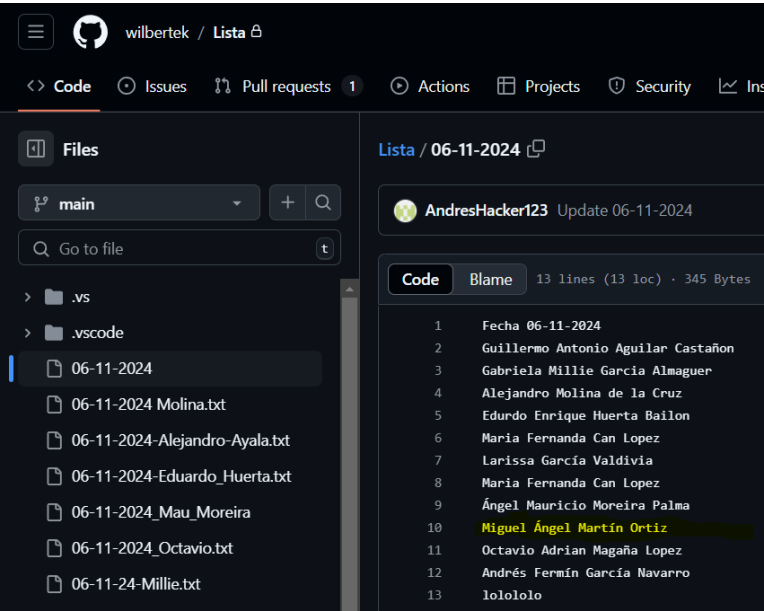 wilbertek / Lista
Code Issues Pull requests 1 Actions Projects Security
Files
main
Go to file t
.vs
.vscode
06-11-2024
06-11-2024 Molina.txt
06-11-2024-Alejandro-Ayala.txt
06-11-2024-Eduardo_Huerta.txt
06-11-2024_Mau_Moreira
06-11-2024_Octavio.txt
06-11-24-Millie.txt
Lista / 06-11-2024
AndresHacker123 Update 06-11-2024
Code Blame 13 lines (13 loc) · 345 Bytes
1 Fecha 06-11-2024
2 Guillermo Antonio Aguilar Castañon
3 Gabriela Millie Garcia Almaguer
4 Alejandro Molina de la Cruz
5 Edurdo Enrique Huerta Bailon
6 Maria Fernanda Can Lopez
7 Larissa García Valdivia
8 Maria Fernanda Can Lopez
9 Ángel Mauricio Moreira Palma
10 Miguel Ángel Martín Ortiz
11 Octavio Adrian Magaña Lopez
12 Andrés Fermín García Navarro
13 lolololo